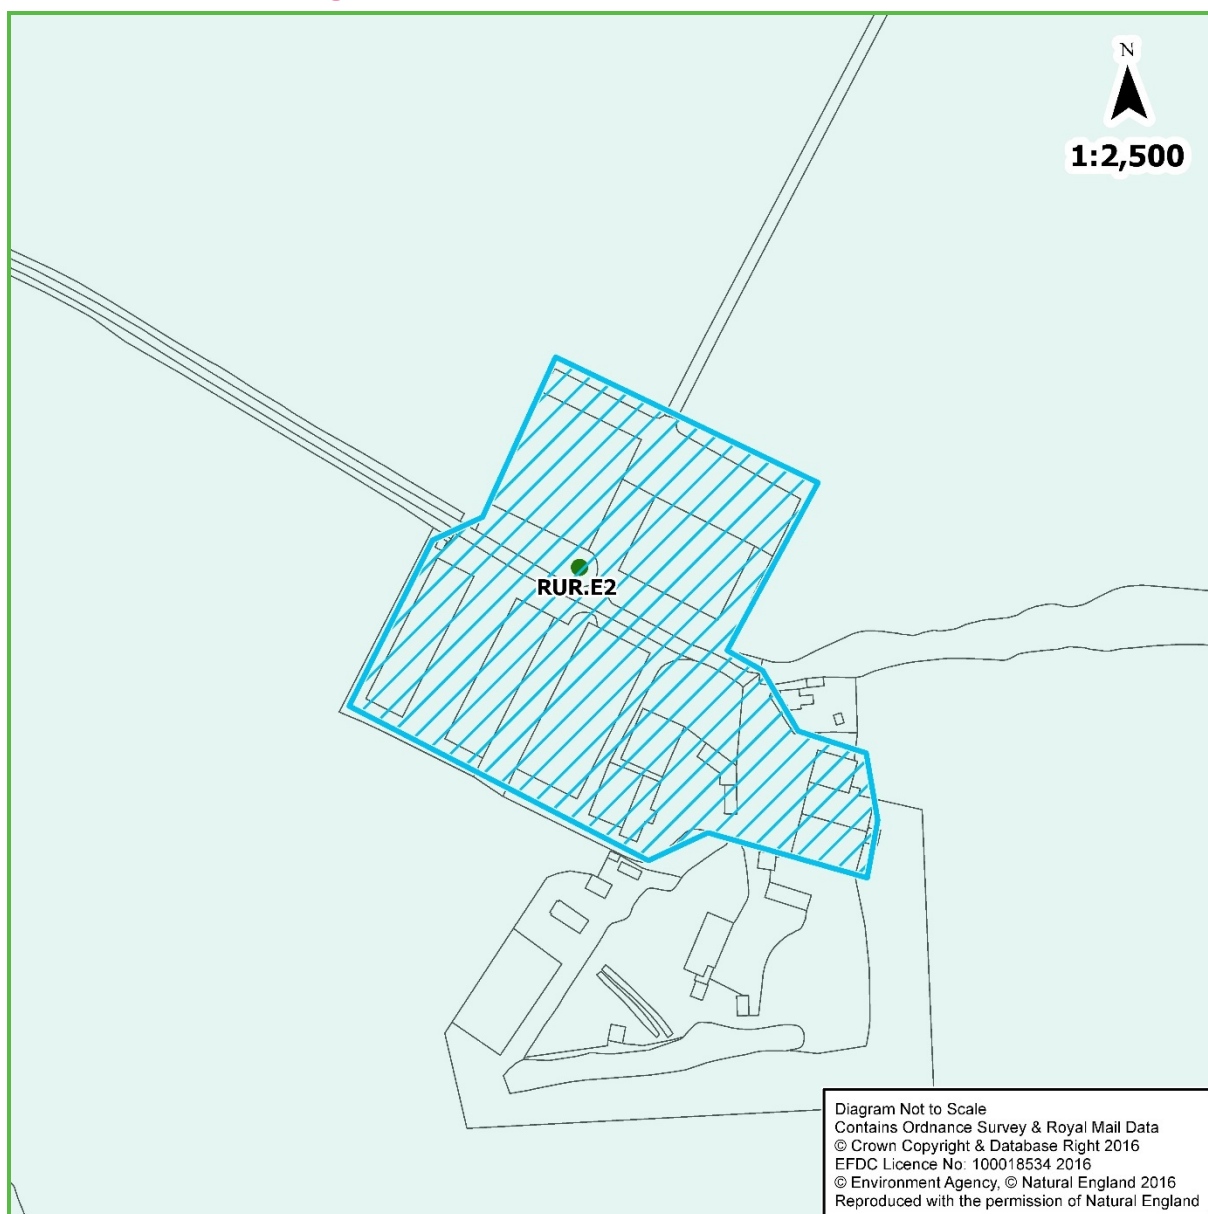 N
1:2,500
RUR.E2
Diagram Not to Scale
Contains Ordnance Survey & Royal Mail Data
© Crown Copyright & Database Right 2016
EFDC Licence No: 100018534 2016
© Environment Agency, © Natural England 2016
Reproduced with the permission of Natural England